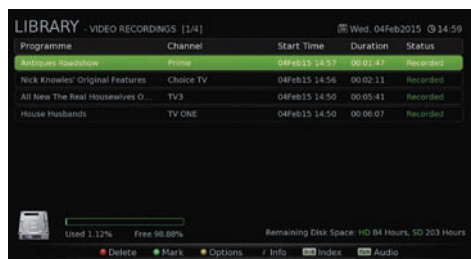 LIBRARY - VIDEO RECORDINGS [1/4] Wed. 04Feb2015 14:59
Programme Channel Start Time Duration Status
Antiques Roadshow Prime 04Feb15 14:57 00:01:47 Recorded
Nick Knowles' Original Features Choice TV 04Feb15 14:56 00:02:11 Recorded
All New The Real Housewives O... TV3 04Feb15 14:50 00:05:41 Recorded
House Husbands TV ONE 04Feb15 14:50 00:06:07 Recorded
Used 1.12% Free 98.88% Remaining Disk Space: HD 84 Hours, SD 203 Hours
Delete Mark Options i Info Index Audio